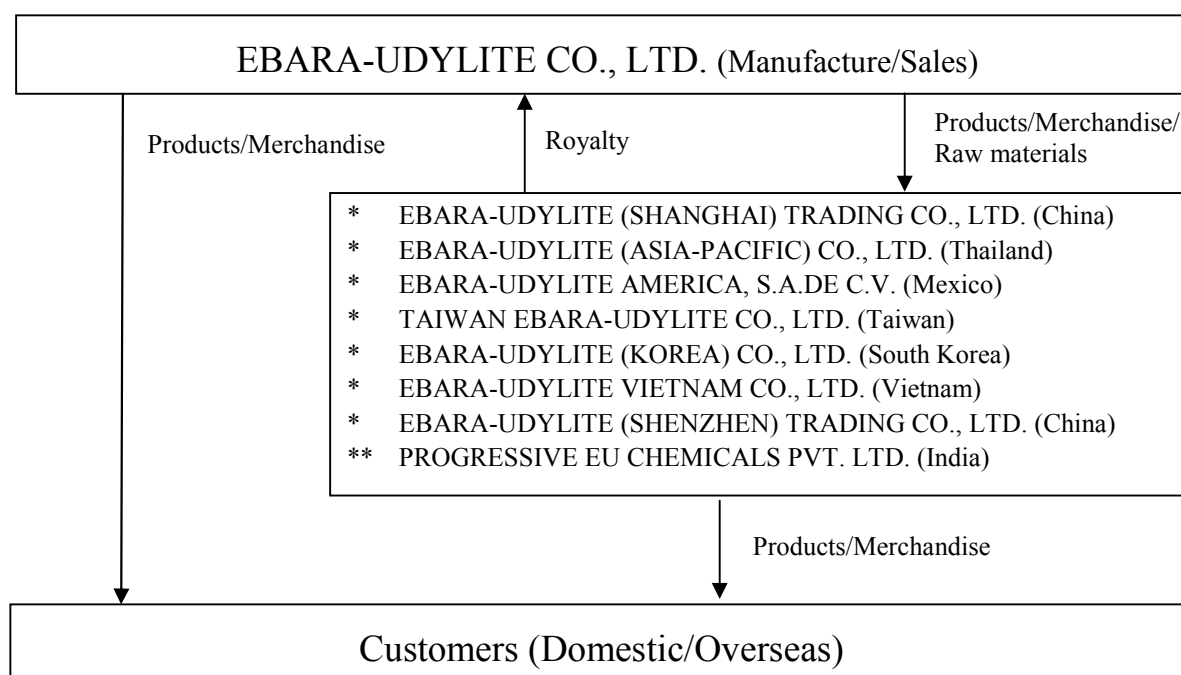 EBARA-UDYLITE CO., LTD. (Manufacture/Sales)
Products/Merchandise
Royalty
Products/Merchandise/
Raw materials
* EBARA-UDYLITE (SHANGHAI) TRADING CO., LTD. (China)
* EBARA-UDYLITE (ASIA-PACIFIC) CO., LTD. (Thailand)
* EBARA-UDYLITE AMERICA, S.A.DE C.V. (Mexico)
* TAIWAN EBARA-UDYLITE CO., LTD. (Taiwan)
* EBARA-UDYLITE (KOREA) CO., LTD. (South Korea)
* EBARA-UDYLITE VIETNAM CO., LTD. (Vietnam)
* EBARA-UDYLITE (SHENZHEN) TRADING CO., LTD. (China)
** PROGRESSIVE EU CHEMICALS PVT. LTD. (India)
Products/Merchandise
Customers (Domestic/Overseas)